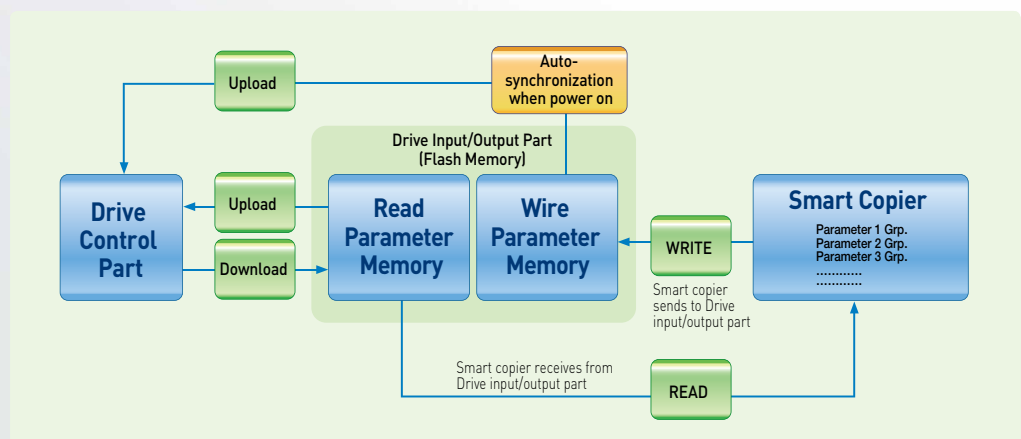 Auto-
synchronization
when power on
Upload
Drive Input/Output Part
(Flash Memory)
Drive
Control
Part
Upload
Download
Read
Parameter
Memory
Wire
Parameter
Memory
WRITE
Smart copier
sends to Drive
input/output part
Smart Copier
Parameter 1 Grp.
Parameter 2 Grp.
Parameter 3 Grp.
............
............
Smart copier receives from
Drive input/output part
READ